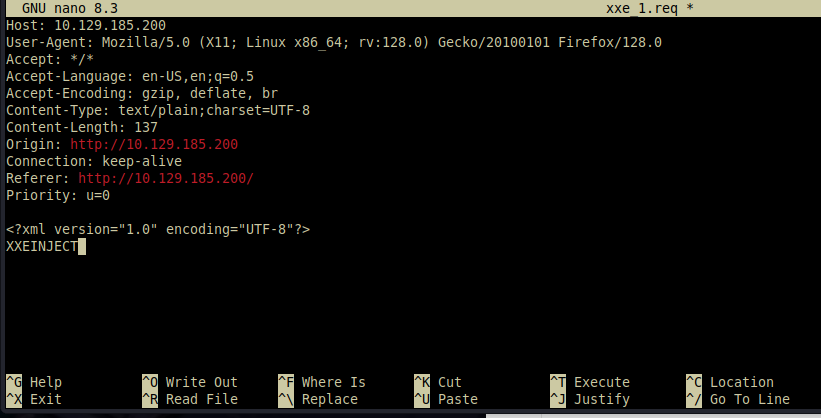 GNU nano 8.3 xxe_1.req *
Host: 10.129.185.200
User-Agent: Mozilla/5.0 (X11; Linux x86_64; rv:128.0) Gecko/20100101 Firefox/128.0
Accept: */*
Accept-Language: en-US,en;q=0.5
Accept-Encoding: gzip, deflate, br
Content-Type: text/plain;charset=UTF-8
Content-Length: 137
Origin: http://10.129.185.200
Connection: keep-alive
Referer: http://10.129.185.200/
Priority: u=0
<?xml version="1.0" encoding="UTF-8"?>
XXEINJECT
^G Help ^O Write Out ^F Where Is ^K Cut ^T Execute ^C Location
^X Exit ^R Read File ^\ Replace ^U Paste ^J Justify ^/ Go To Line